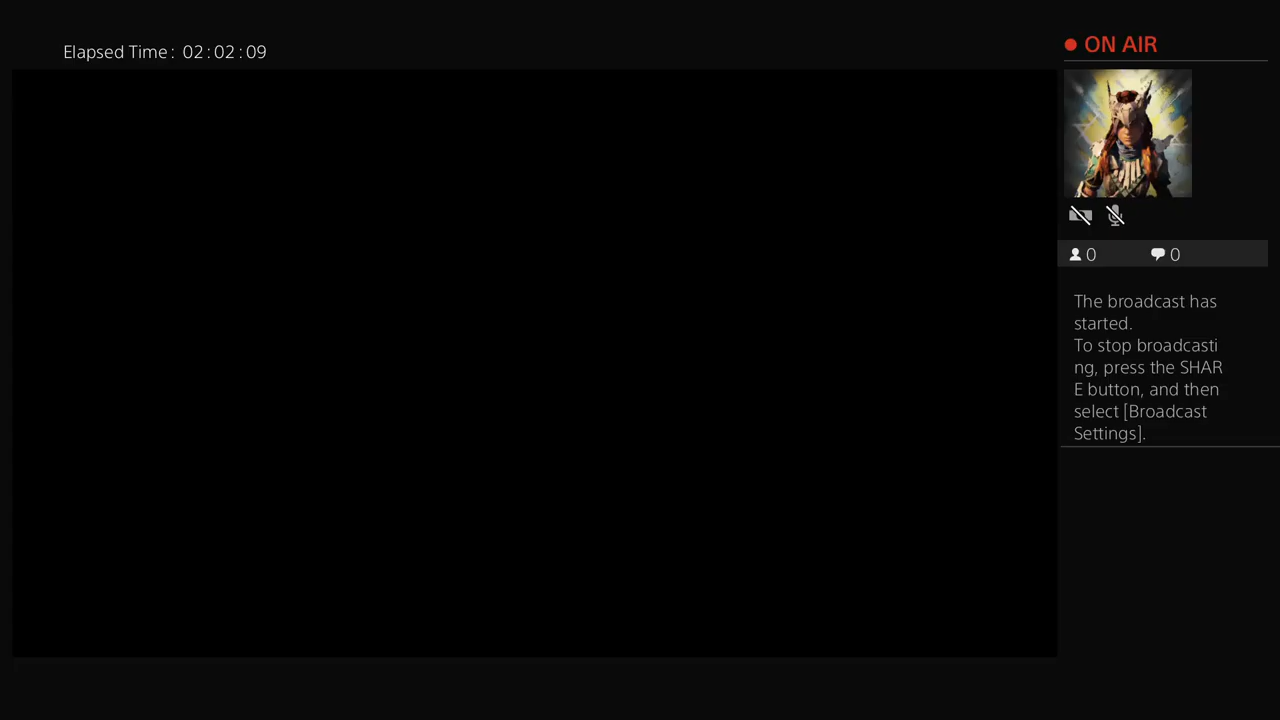 Elapsed Time: 02:02:09
ON AIR
0 0
The broadcast has
started.
To stop broadcasti
ng, press the SHAR
E button, and then
select [Broadcast
Settings].